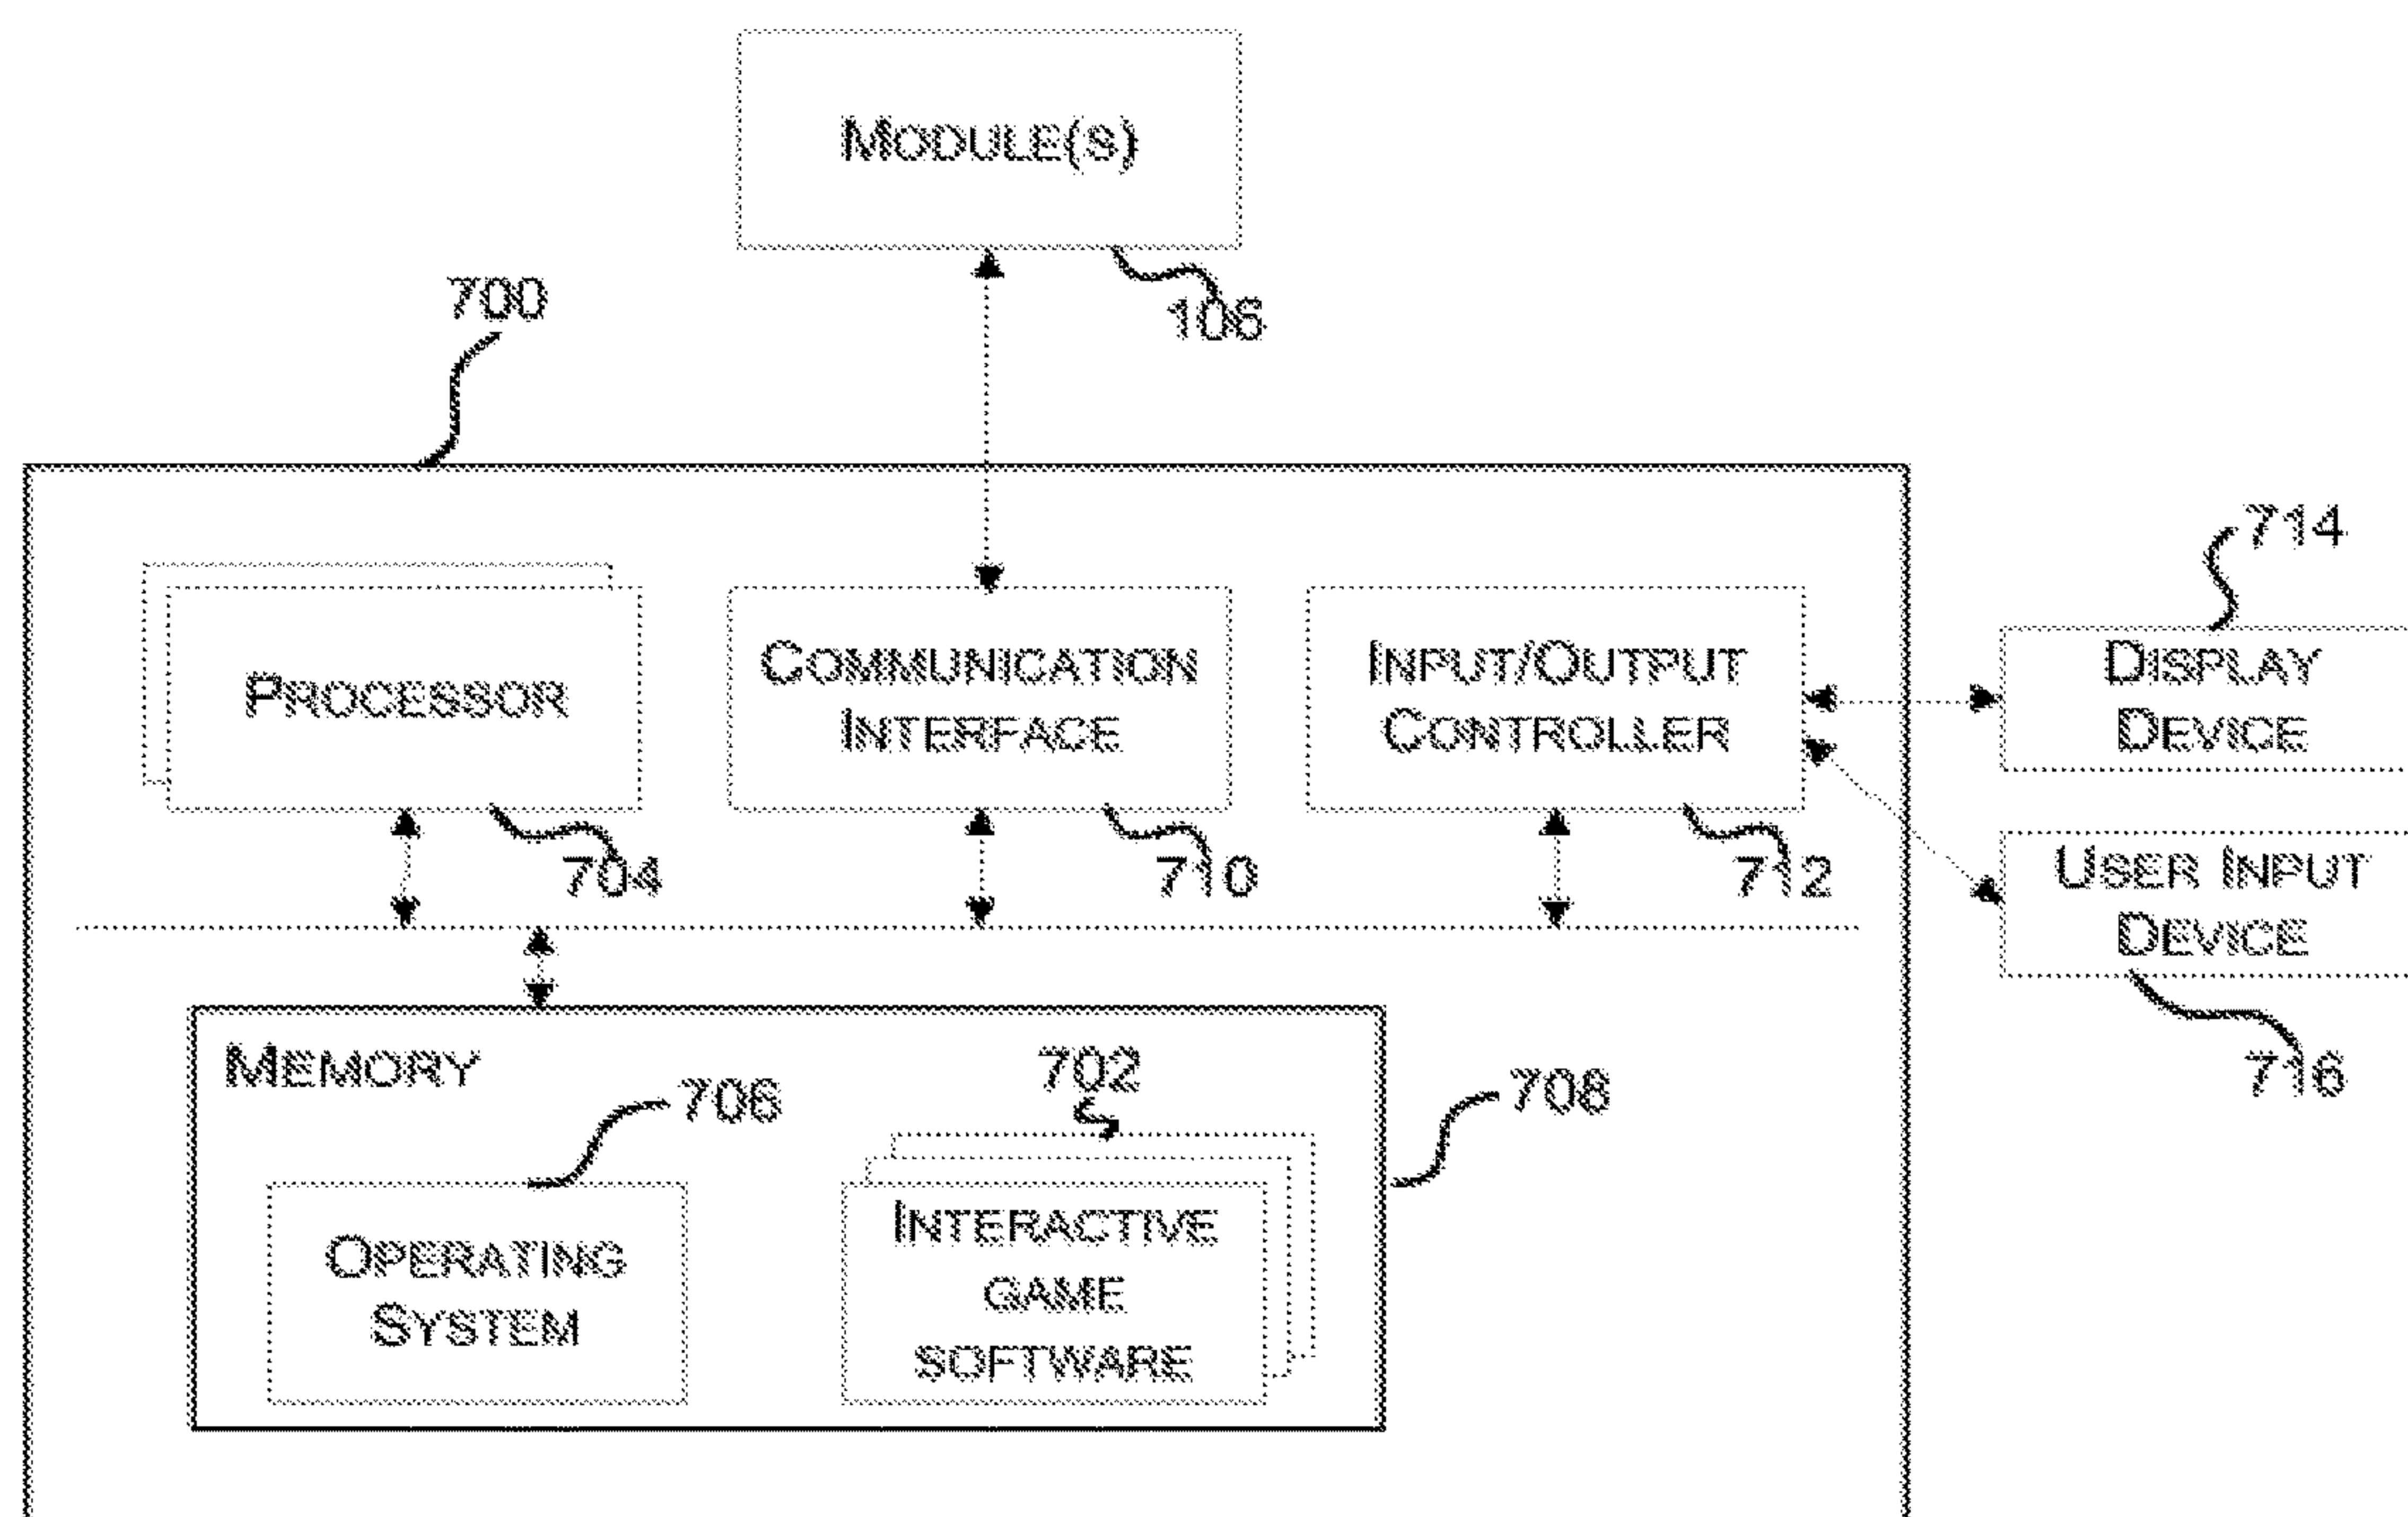 MODULE(S)
106
700
PROCESSOR
704
COMMUNICATION
INTERFACE
710
INPUT/OUTPUT
CONTROLLER
712
714
DISPLAY
DEVICE
USER INPUT
DEVICE
716
MEMORY
706
OPERATING
SYSTEM
702
INTERACTIVE
GAME
SOFTWARE
708